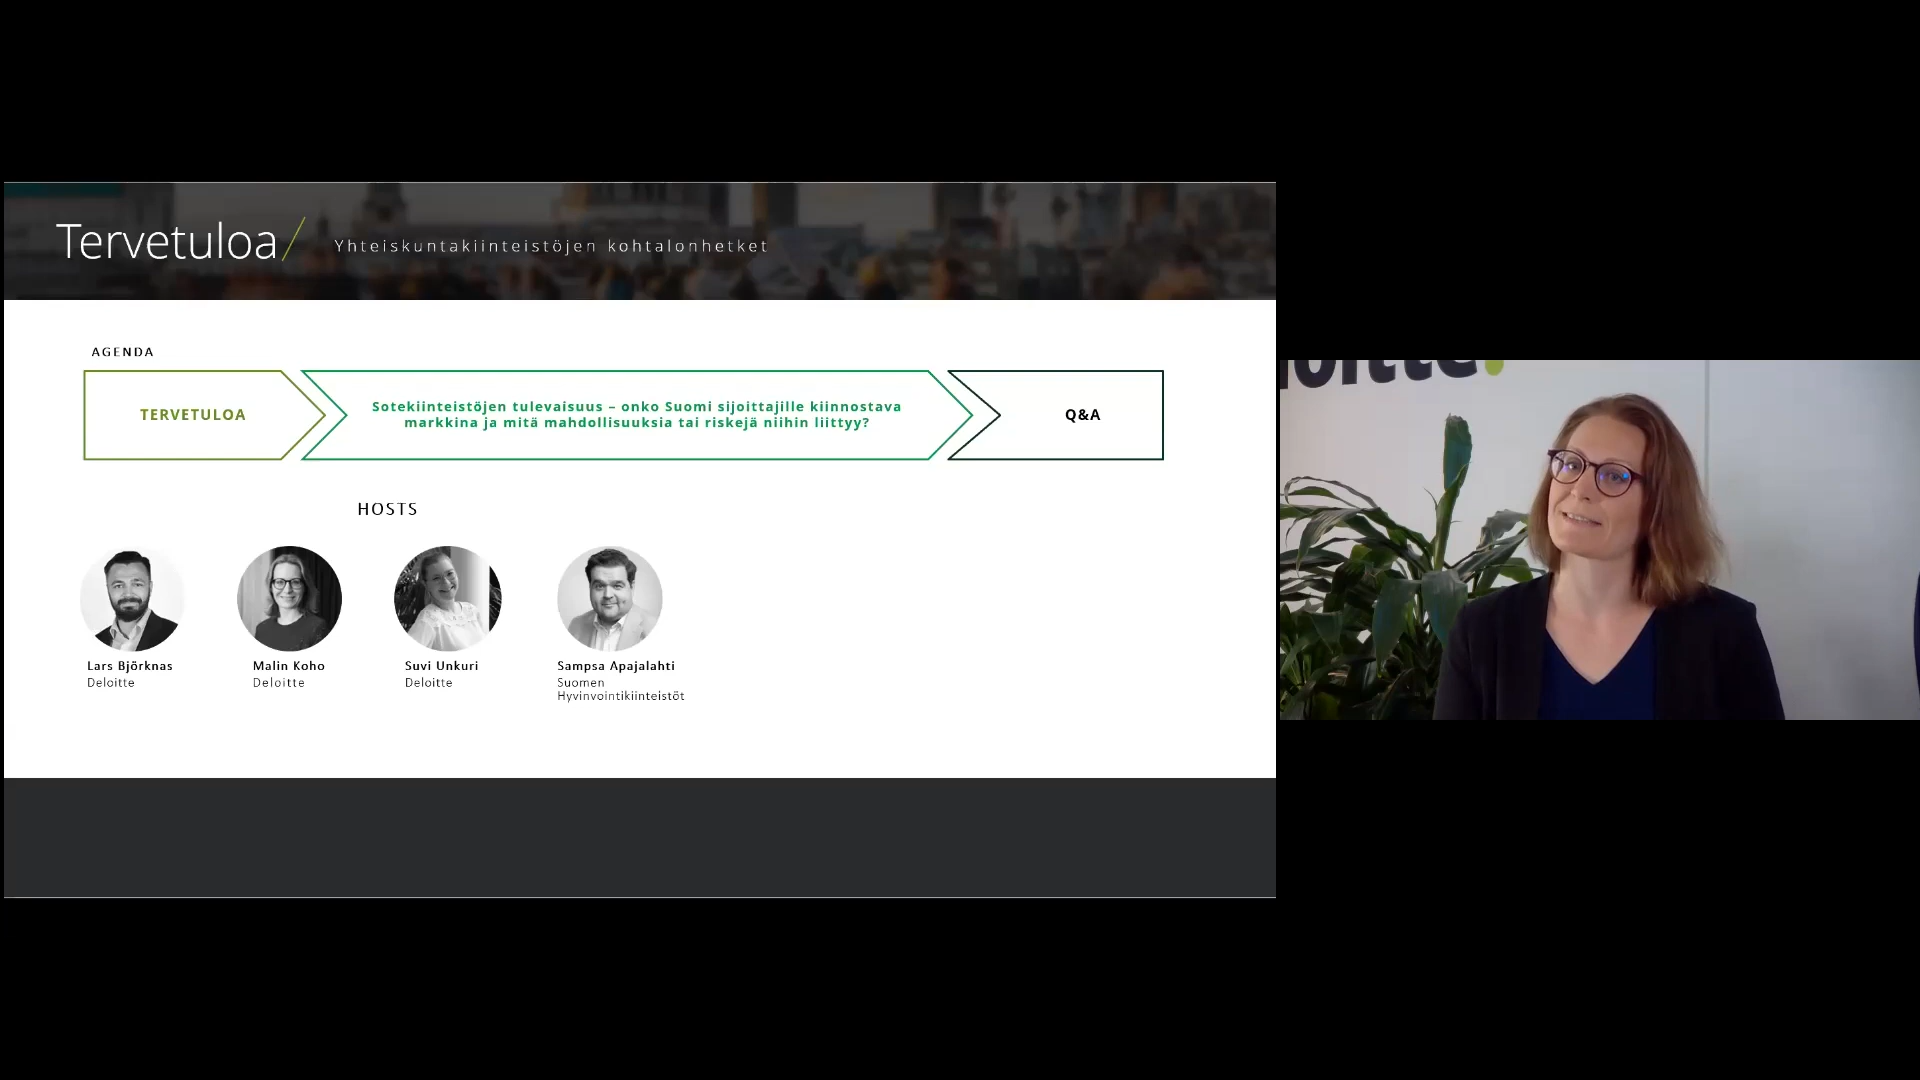 Tervetuloa
Yhteiskuntakiinteistöjen kohtalonhetket
AGENDA
TERVETULOA
Sotekiinteistöjen tulevaisuus – onko Suomi sijoittajille kiinnostava
markkina ja mitä mahdollisuuksia tai riskejä niihin liittyy?
Q&A
HOSTS
Lars Björknas
Deloitte
Malin Koho
Deloitte
Suvi Unkuri
Deloitte
Sampsa Apajalahti
Suomen
Hyvinvointikiinteistöt